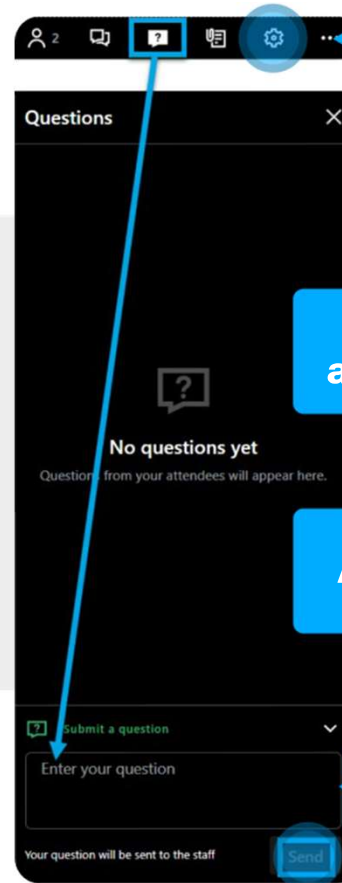 2
Questions
a
No questions yet
Questions from your attendees will appear here.
A
Submit a question
Enter your question
Your question will be sent to the staff
Send